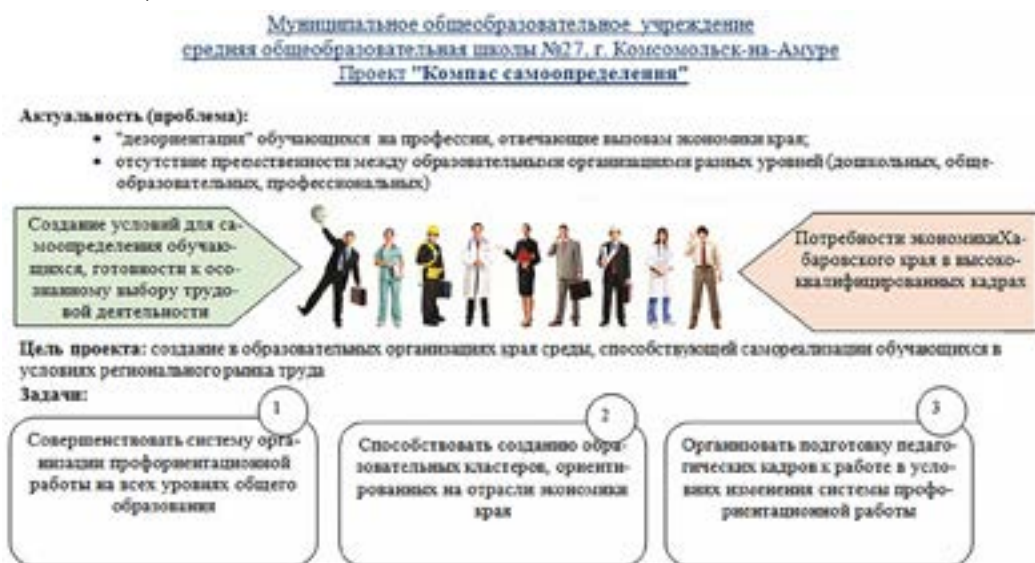 Муниципальное общеобразовательное учреждение
средняя общеобразовательная школы №27. г. Комсомольск-на-Амуре
Проект "Компас самоопределения"
Актуальность (проблема):
• "дезориентация" обучающихся на профессии, отвечающие вызовам экономики края;
• отсутствие преемственности между образовательными организациями разных уровней (дошкольных, обще-
образовательных, профессиональных)
Создание условий для са-
моопределения обучаю-
щихся, готовности к осо-
знанному выбору трудо-
вой деятельности
Потребности экономикиХа-
баровского края в высоко-
квалифицированных кадрах
Цель проекта: создание в образовательных организациях края среды, способствующей самореализации обучающихся в
условиях регионального рынка труда
Задачи:
1
Совершенствовать систему орга-
низации профориентационной
работы на всех уровнях общего
образования
2
Способствовать созданию обра-
зовательных кластеров, ориенти-
рованных на отрасли экономики
края
3
Организовать подготовку педаго-
гических кадров к работе в усло-
виях изменения системы профо-
риентационной работы